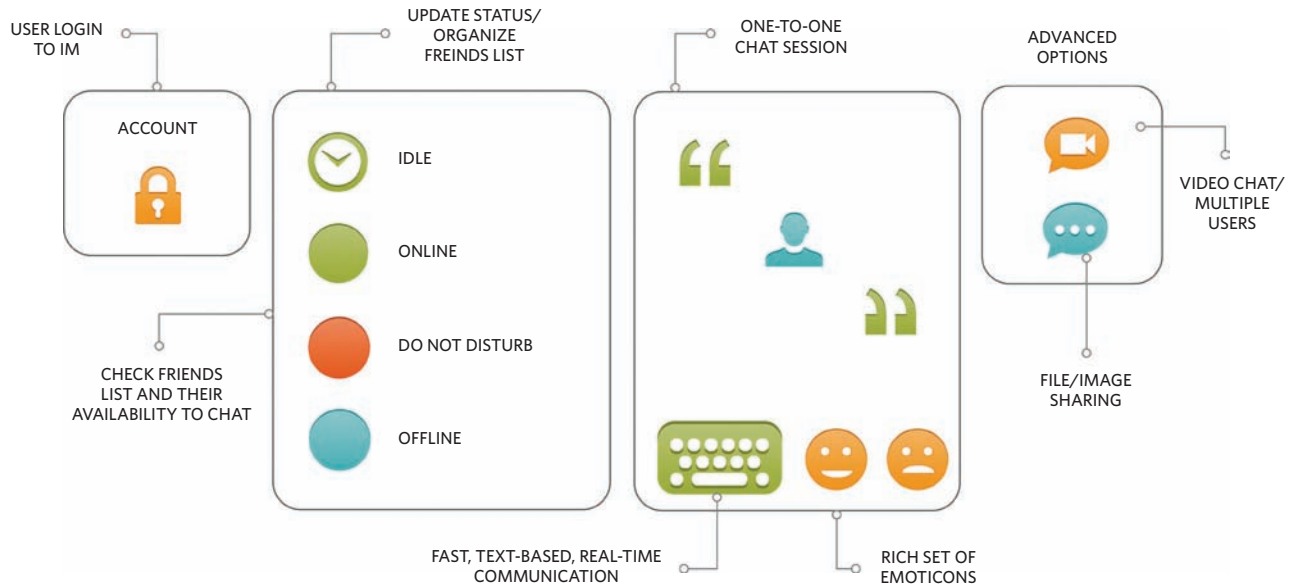 USER LOGIN
TO IM
ACCOUNT
UPDATE STATUS/
ORGANIZE
FREINDS LIST
IDLE
ONLINE
DO NOT DISTURB
OFFLINE
CHECK FRIENDS
LIST AND THEIR
AVAILABILITY TO CHAT
ONE-TO-ONE
CHAT SESSION
FAST, TEXT-BASED, REAL-TIME
COMMUNICATION
RICH SET OF
EMOTICONS
ADVANCED
OPTIONS
VIDEO CHAT/
MULTIPLE
USERS
FILE/IMAGE
SHARING